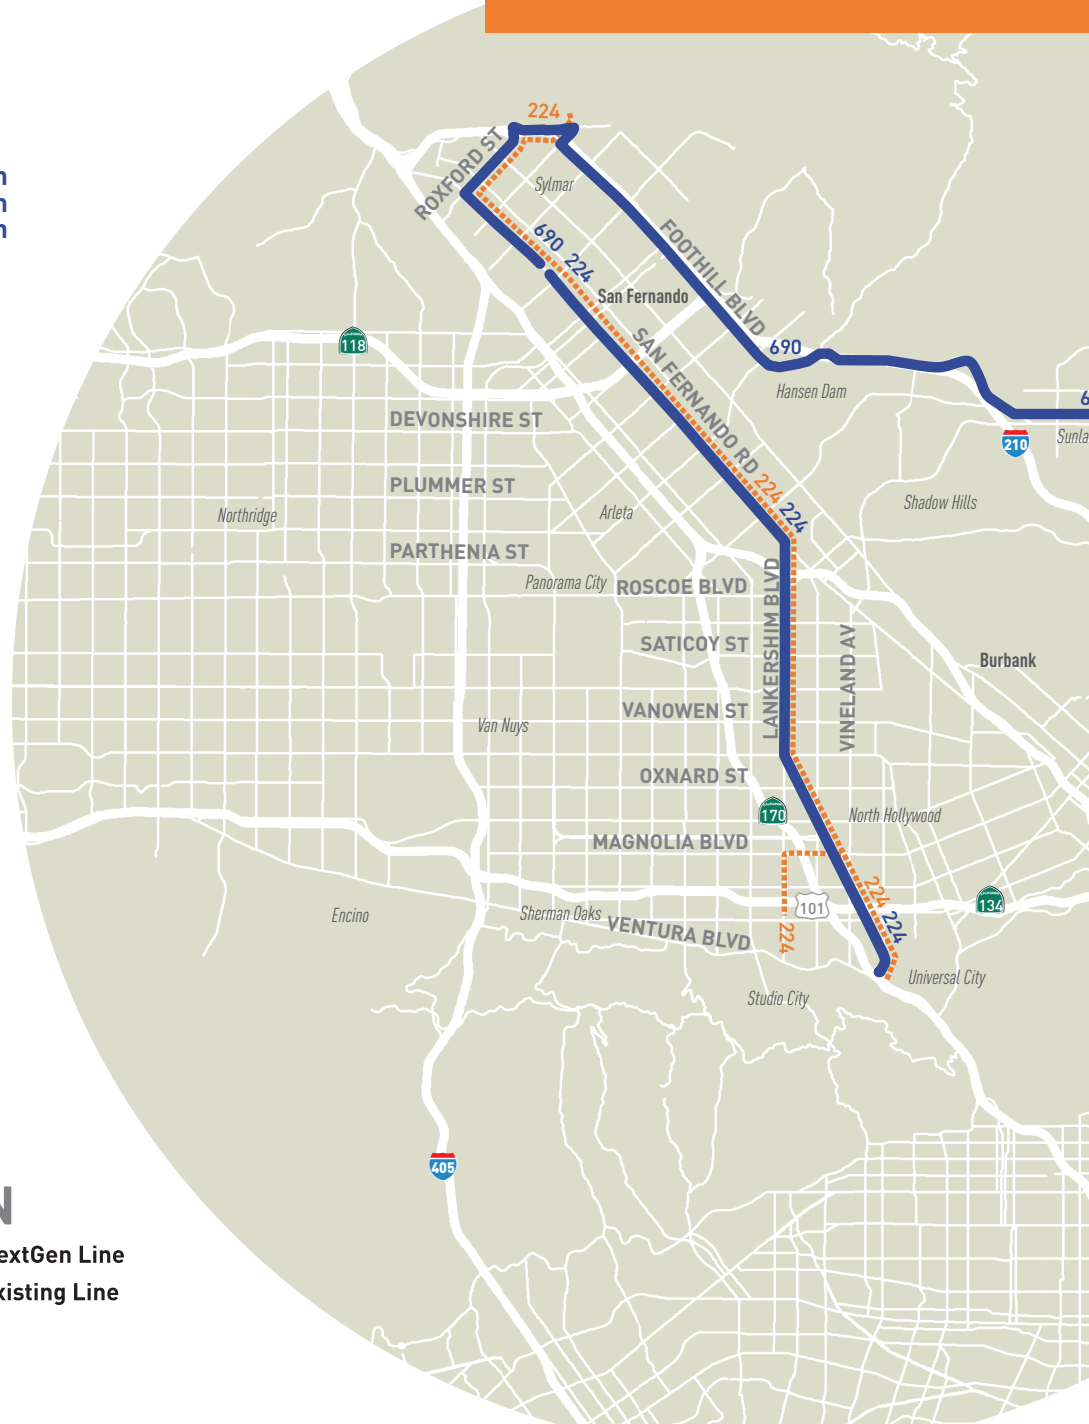 224
ROXFORD ST
Sylmar
690 224
San Fernando
FOOTHILL BLVD
690
Hansen Dam
118
SAN FERNANDO RD
224
224
DEVONSHIRE ST
210
PLUMMER ST
Northridge
Arleta
Shadow Hills
PARTHENIA ST
Panorama City
ROSCOE BLVD
LANKERSHIM BLVD
SATICOY ST
VINELAND AV
Burbank
VANOWEN ST
Van Nuys
OXNARD ST
170
North Hollywood
MAGNOLIA BLVD
224
224
134
101
Encino
Sherman Oaks
VENTURA BLVD
224
Universal City
Studio City
405
N
extGen Line
xisting Line